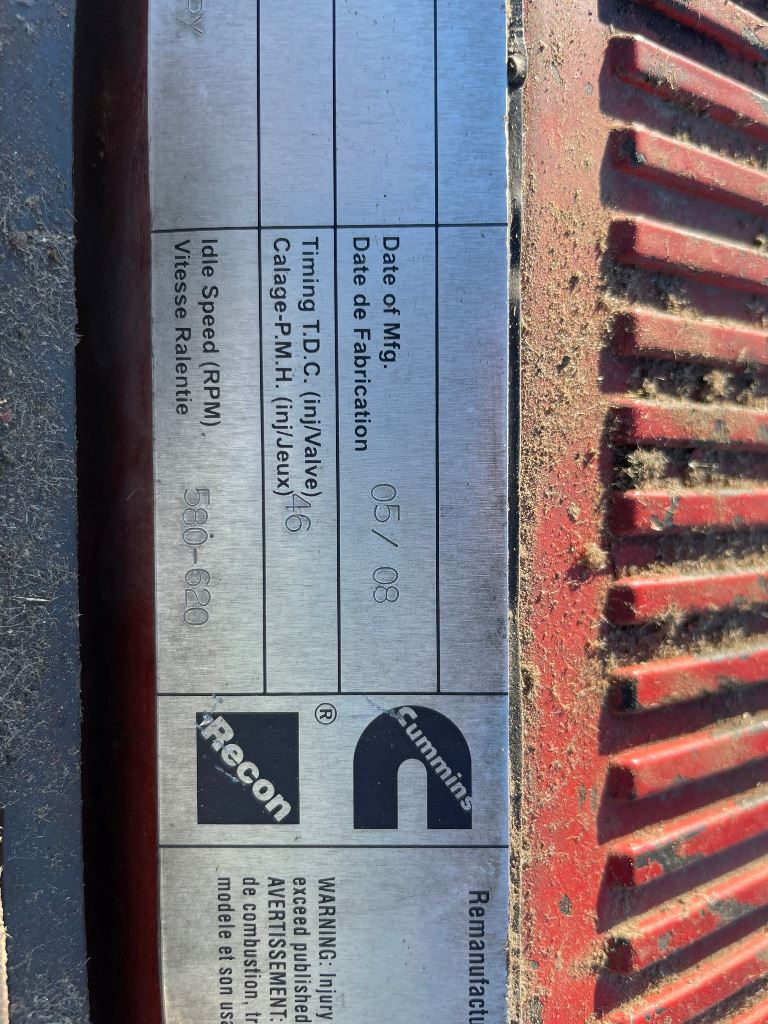 Date of Mfg.
Date de Fabrication
05/08
Timing T.D.C. (inj/Valve)
Calage-P.M.H. (inj/Jeux)
46
Idle Speed (RPM)
Vitesse Ralentie
580-620
Cummins
®
Recon
WARNING: Injury
exceed published
AVERTISSEMENT:
de combustion,
modele et son